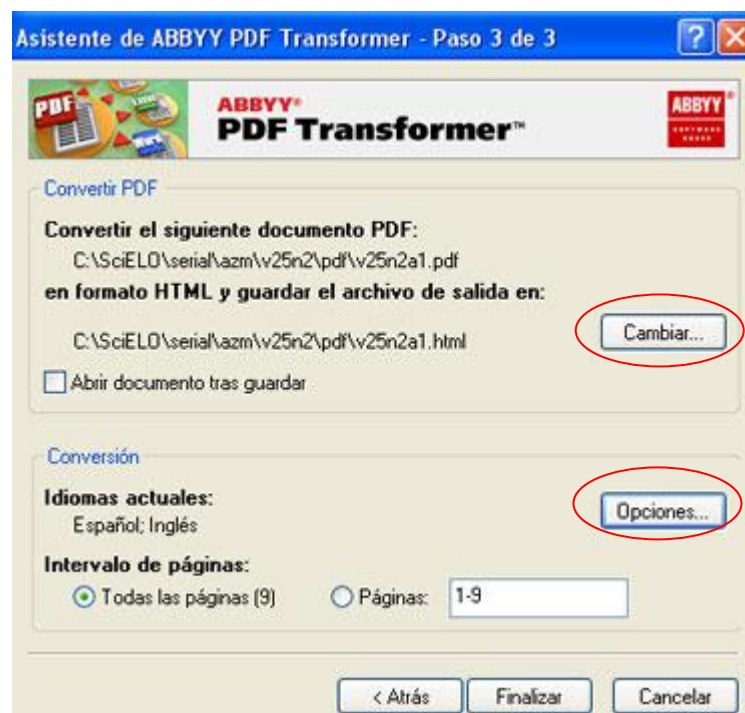 Asistente de ABBYY PDF Transformer - Paso 3 de 3
PDF
ABBYY®
PDF Transformer™
ABBYY®
SOFTWARE
HOUSE
Convertir PDF
Convertir el siguiente documento PDF:
C:\SciELO\serial\azm\v25n2\pdf\v25n2a1.pdf
en formato HTML y guardar el archivo de salida en:
C:\SciELO\serial\azm\v25n2\pdf\v25n2a1.html
Cambiar...
Abrir documento tras guardar
Conversión
Idiomas actuales:
Español; Inglés
Opciones...
Intervalo de páginas:
Todas las páginas (9) Páginas: 1-9
< Atrás Finalizar Cancelar